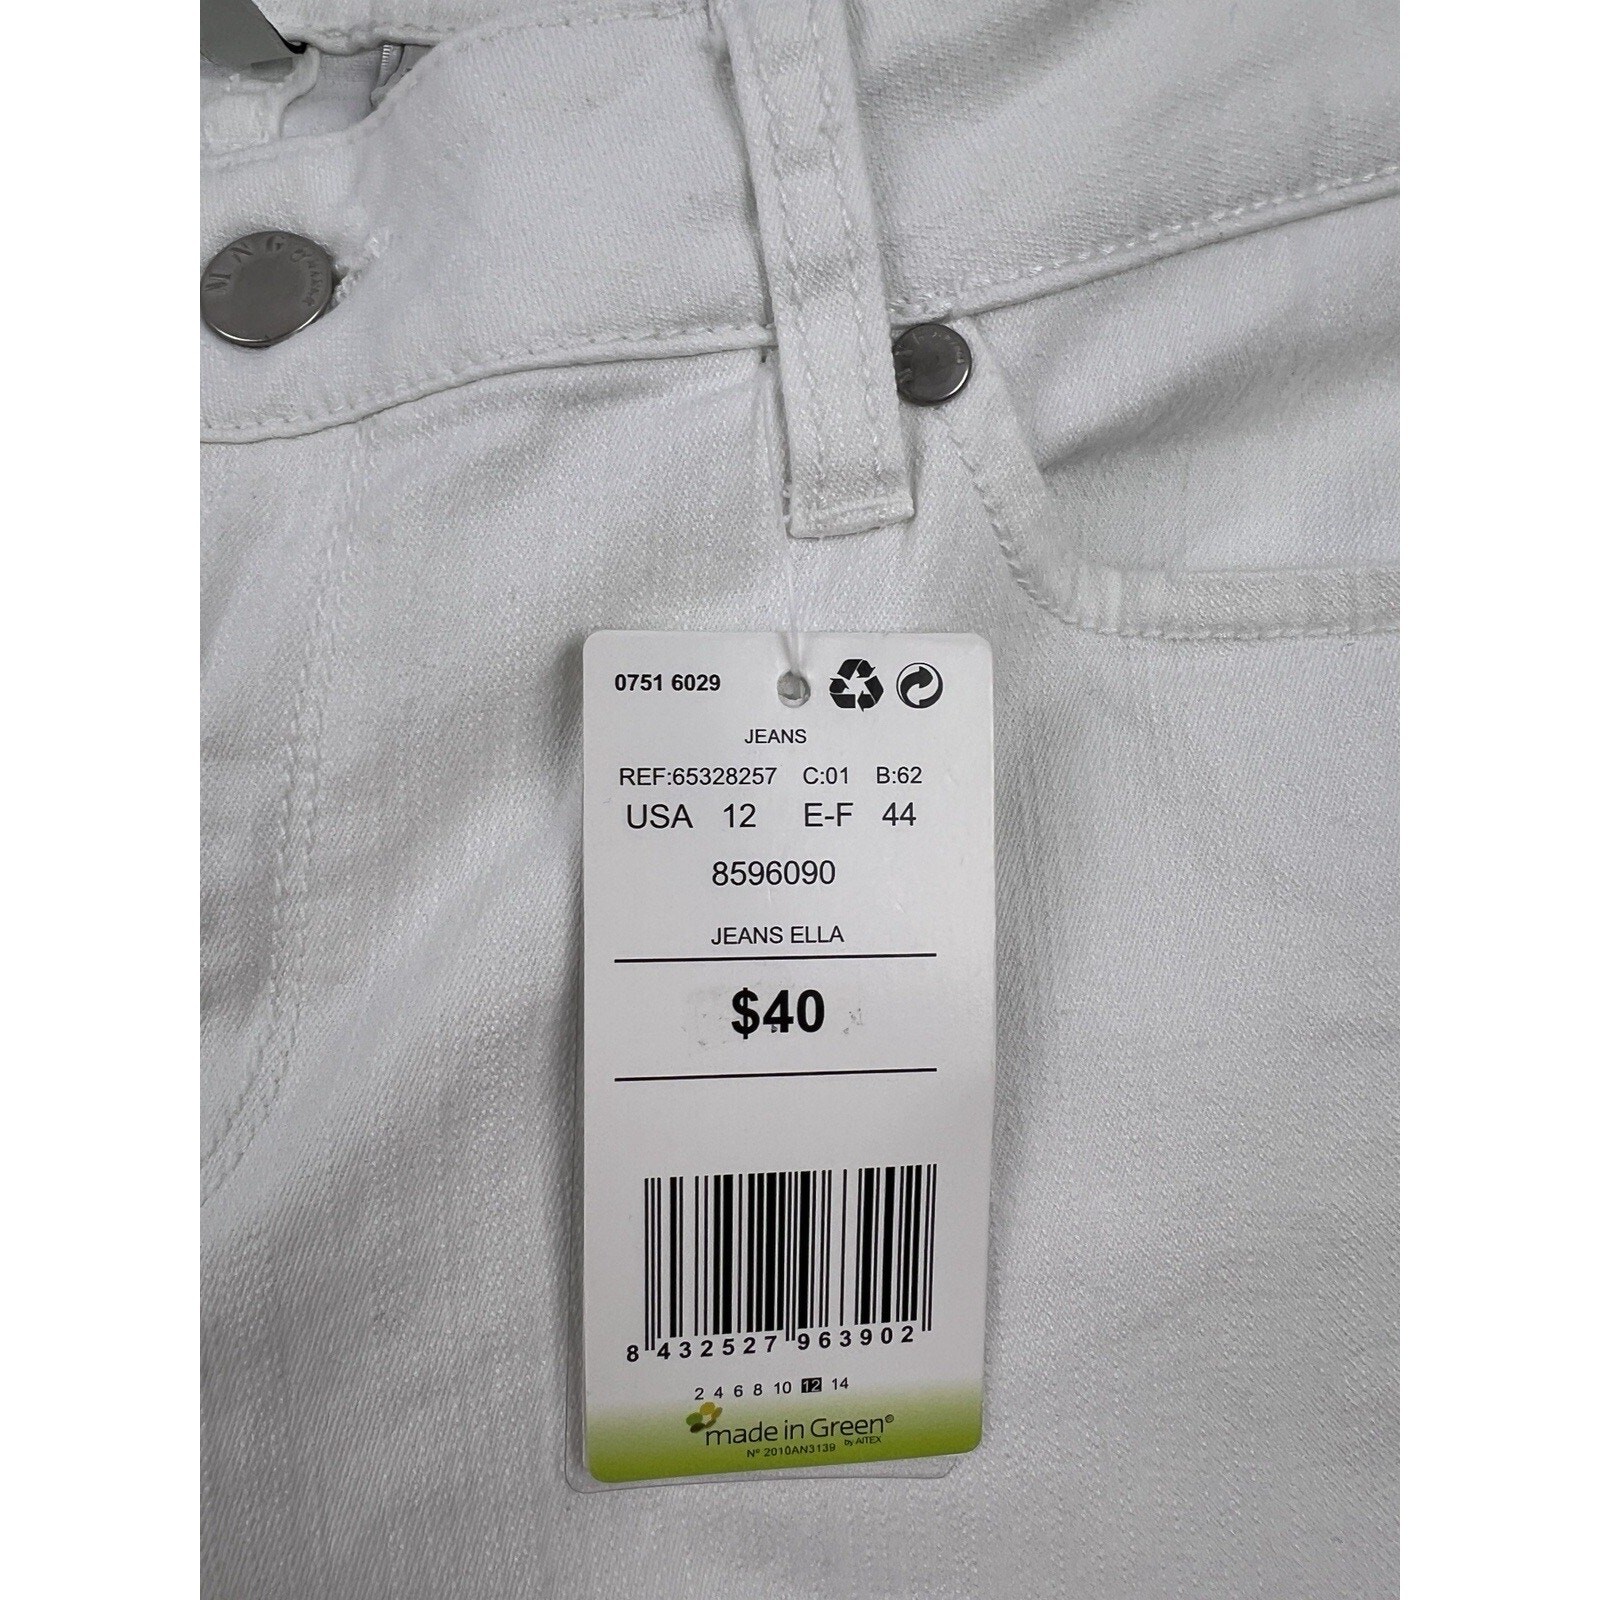 MNG
0751 6029
JEANS
REF:65328257 C:01 B:62
USA 12 E-F 44
8596090
JEANS ELLA
$40
8 432527 963902
2 4 6 8 10 12 14
made in Green®
by AITEX
Nº 2010AN3139